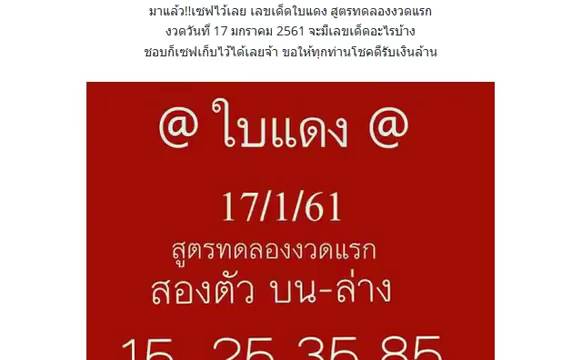 มาแล้ว!!เซฟไว้เลย เลขเด็ดใบแดง สูตรทดลองงวดแรก
งวดวันที่ 17 มกราคม 2561 จะมีเลขเด็ดอะไรบ้าง
ชอบก็เซฟเก็บไว้ได้เลยจ้า ขอให้ทุกท่านโชคดีรับเงินล้าน
@ ใบแดง @
17/1/61
สูตรทดลองงวดแรก
สองตัว บน-ล่าง
15 25 35 85